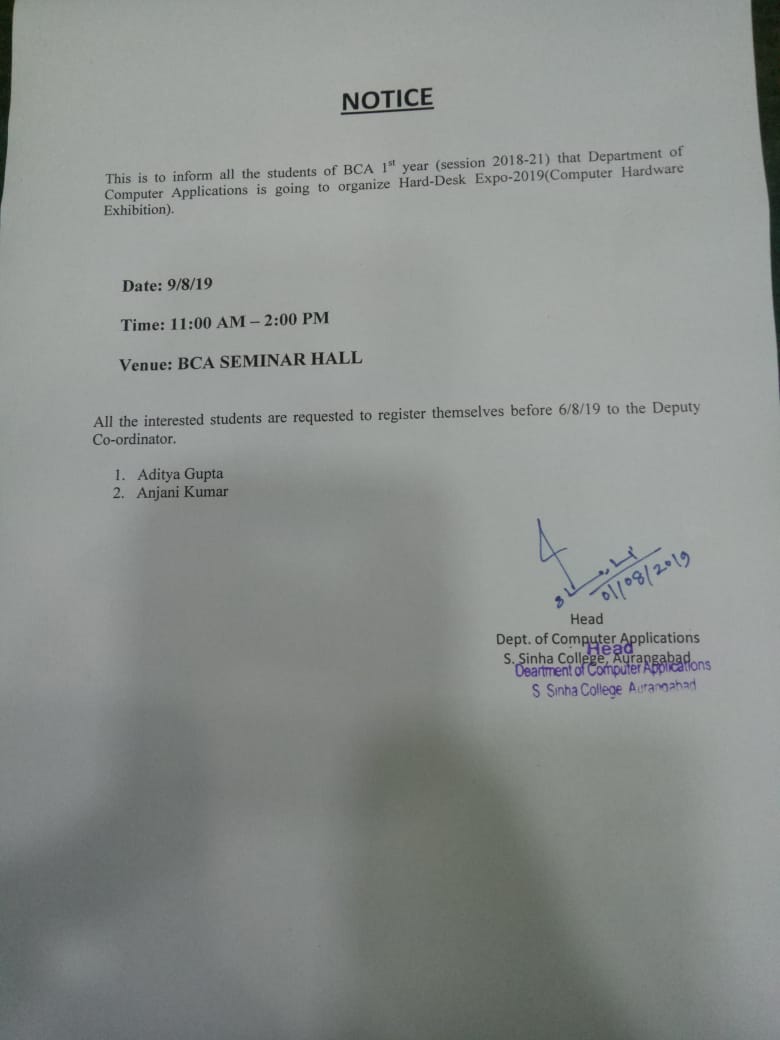 NOTICE
This is to inform all the students of BCA 1st year (session 2018-21) that Department of
Computer Applications is going to organize Hard-Desk Expo-2019(Computer Hardware
Exhibition).
Date: 9/8/19
Time: 11:00 AM – 2:00 PM
Venue: BCA SEMINAR HALL
All the interested students are requested to register themselves before 6/8/19 to the Deputy
Co-ordinator.
1. Aditya Gupta
2. Anjani Kumar
01/08/2019
Head
Dept. of Computer Applications
S. Sinha College, Aurangabad
Head
Deartment of Computer Applications
S Sinha College Aurangabad